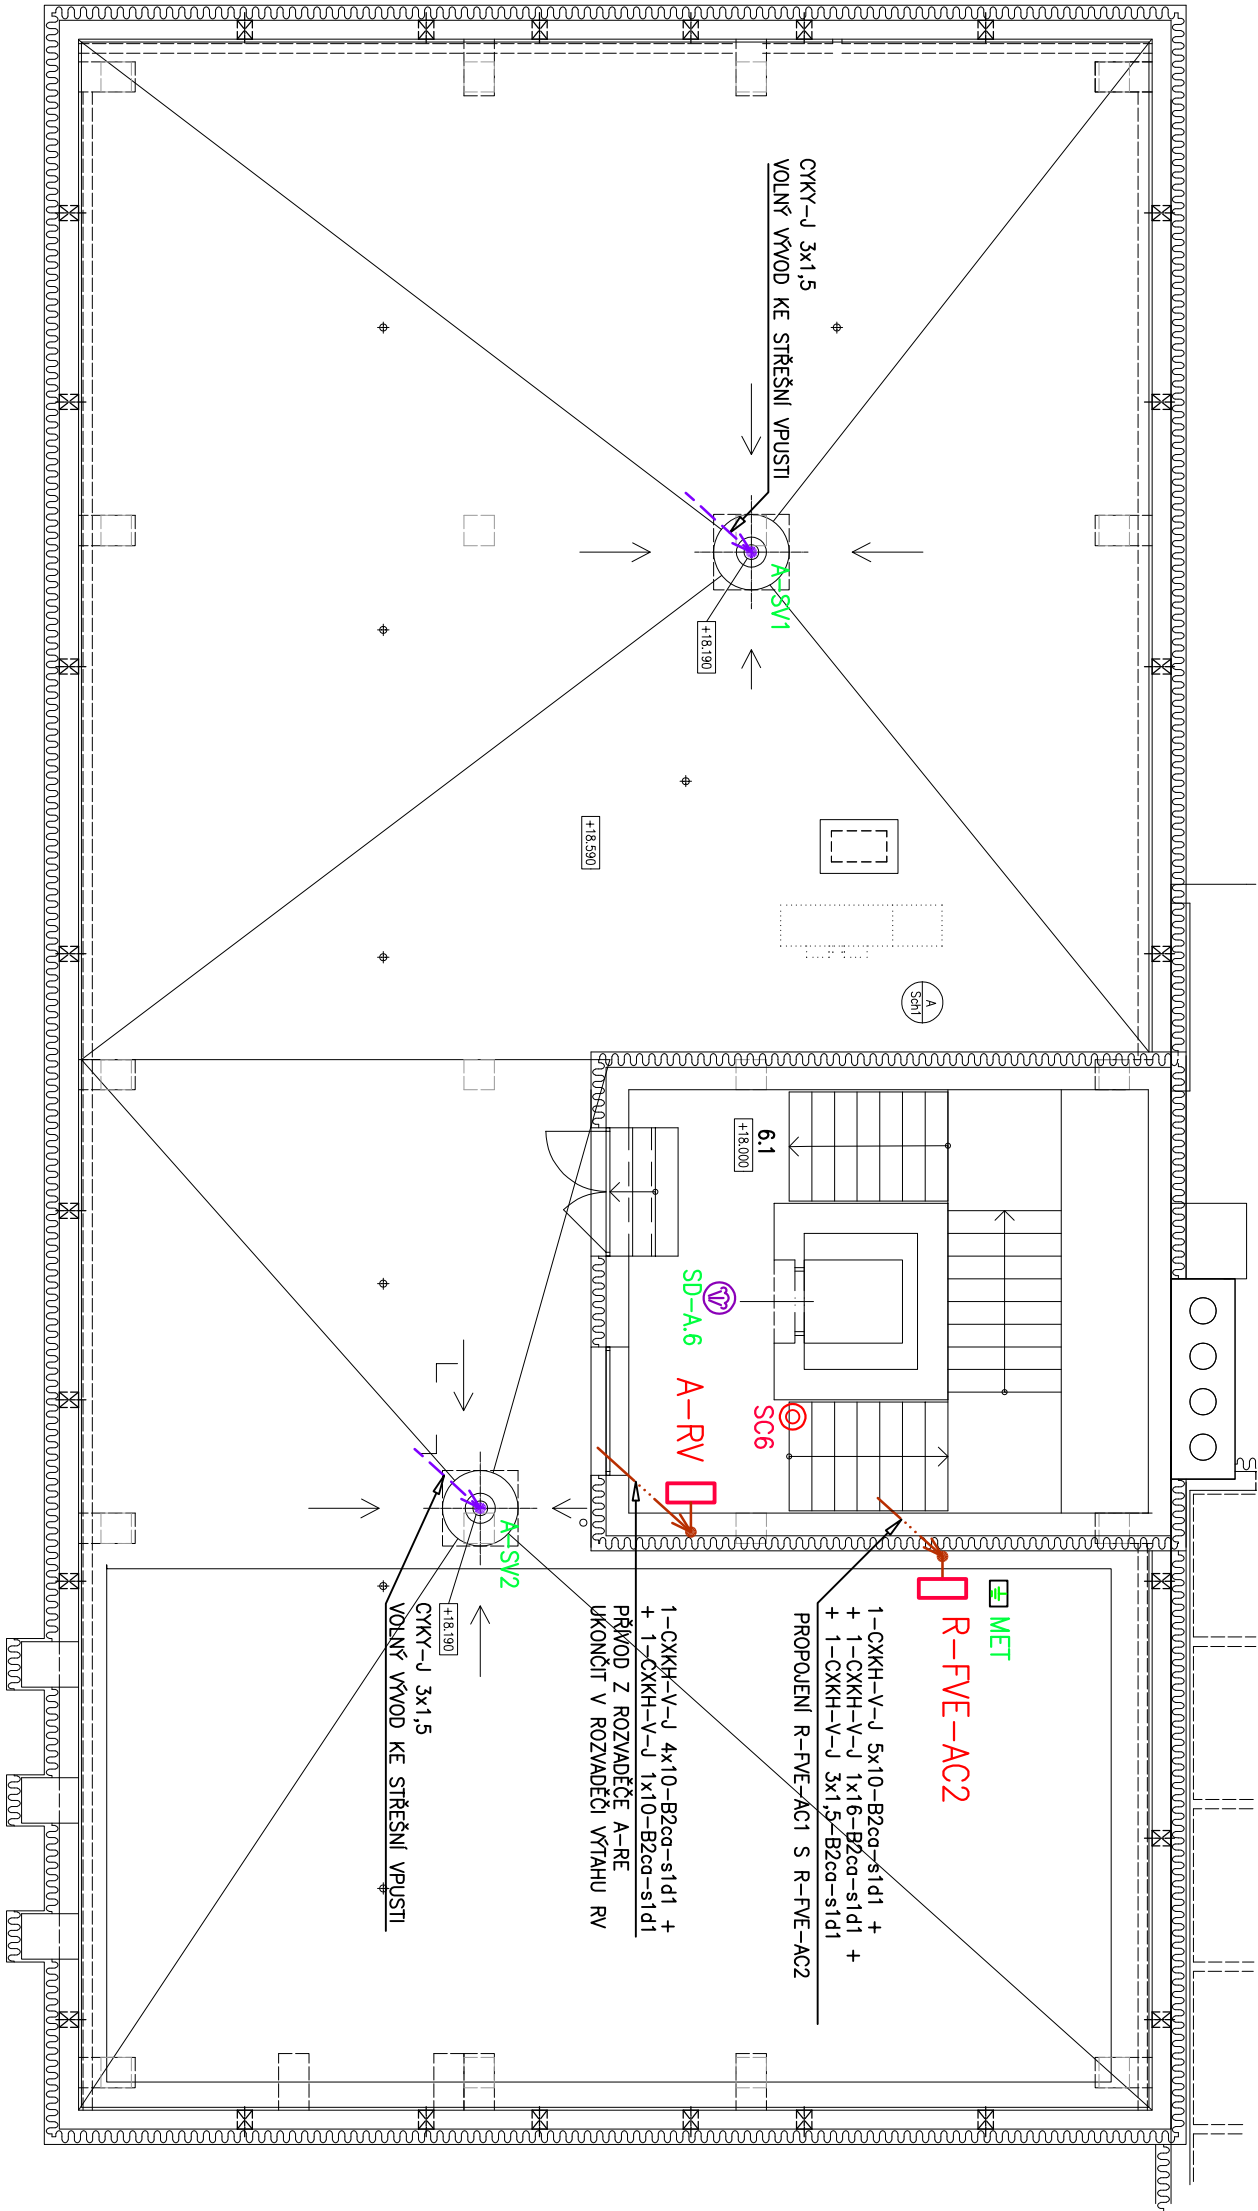 CYKY-J 3x1,5
VOLNÝ VÝVOD KE STŘEŠNÍ VPUSTI
A-SV1
+18.190
+18.590
A
Sch1
6.1
+18.000
SD-A.6
A-RV
SC6
MET
R-FVE-AC2
1-CXKH-V-J 5x10-B2ca-s1d1 +
+ 1-CXKH-V-J 1x16-B2ca-s1d1 +
+ 1-CXKH-V-J 3x1,5-B2ca-s1d1
PROPOJENÍ R-FVE-AC1 S R-FVE-AC2
1-CXKH-V-J 4x10-B2ca-s1d1 +
+ 1-CXKH-V-J 1x10-B2ca-s1d1
PŘÍVOD Z ROZVADĚČE A-RE
UKONČIT V ROZVADĚČI VÝTAHU RV
A-SV2
+18.190
CYKY-J 3x1,5
VOLNÝ VÝVOD KE STŘEŠNÍ VPUSTI